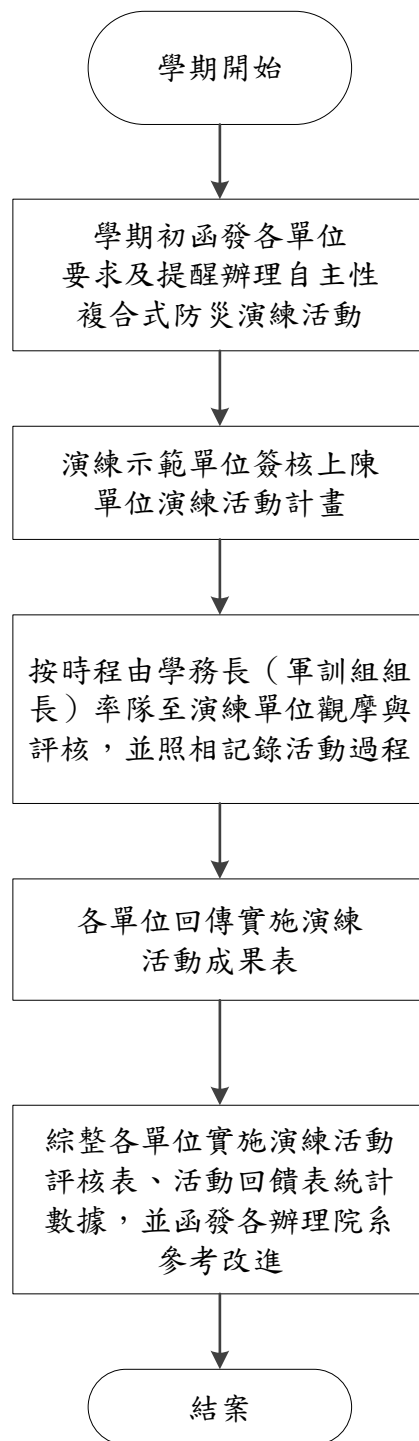 學期開始
學期初函發各單位
要求及提醒辦理自主性
複合式防災演練活動
演練示範單位簽核上陳
單位演練活動計畫
按時程由學務長（軍訓組組
長）率隊至演練單位觀摩與
評核，並照相記錄活動過程
各單位回傳實施演練
活動成果表
綜整各單位實施演練活動
評核表、活動回饋表統計
數據，並函發各辦理院系
參考改進
結案